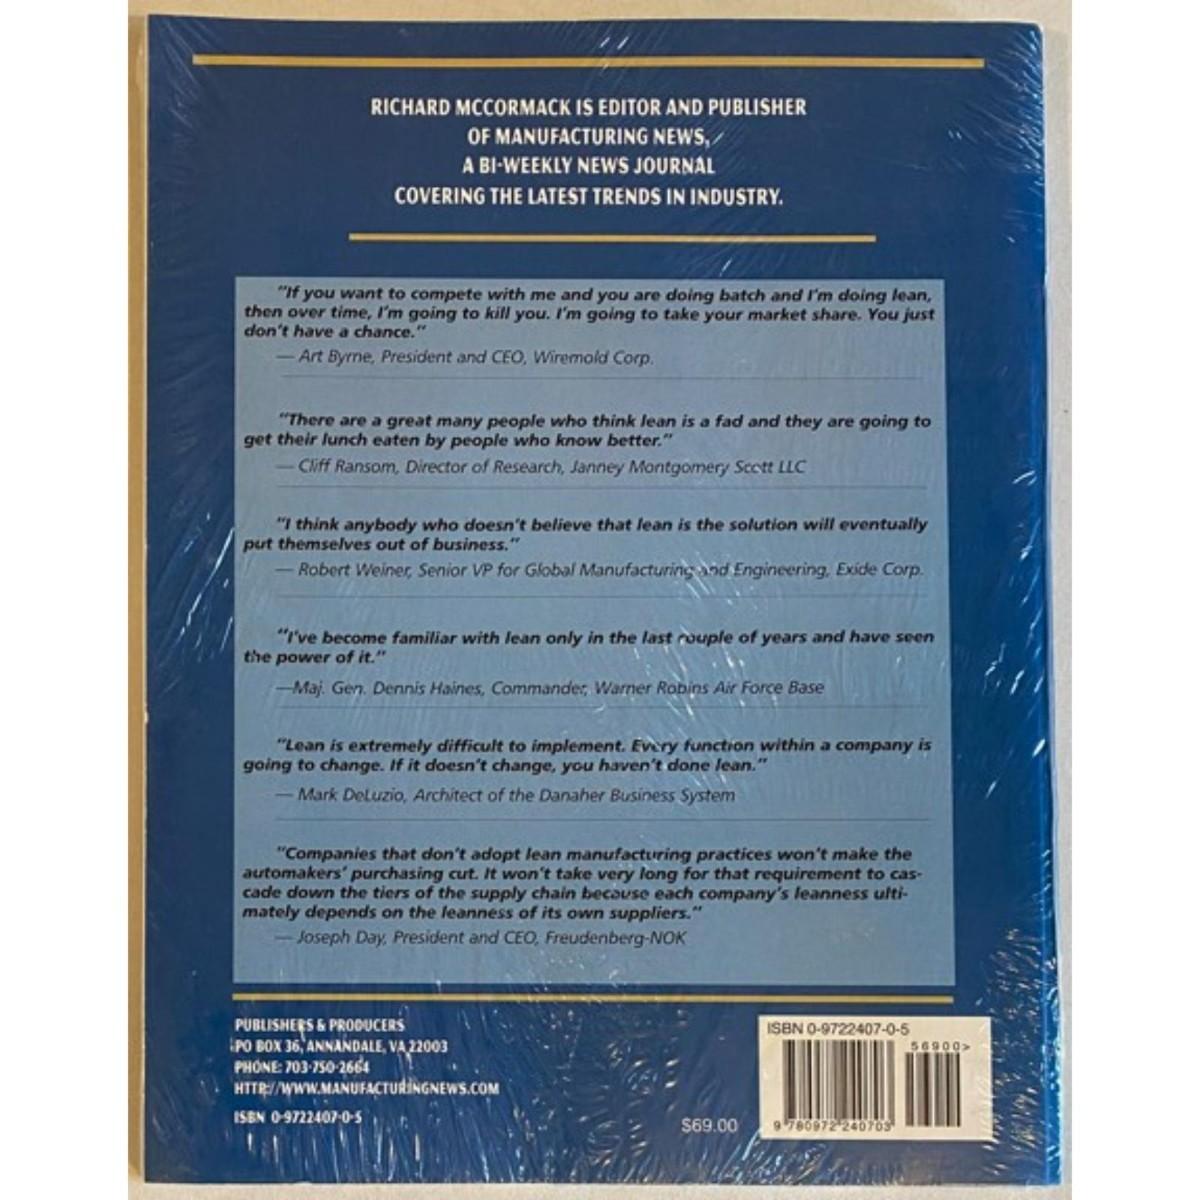 RICHARD MCCORMACK IS EDITOR AND PUBLISHER
OF MANUFACTURING NEWS,
A BI-WEEKLY NEWS JOURNAL
COVERING THE LATEST TRENDS IN INDUSTRY.
"If you want to compete with me and you are doing batch and I'm doing lean,
then over time, I'm going to kill you. I'm going to take your market share. You just
don't have a chance."
— Art Byrne, President and CEO, Wiremold Corp.
"There are a great many people who think lean is a fad and they are going to
get their lunch eaten by people who know better."
— Cliff Ransom, Director of Research, Janney Montgomery Scott LLC
"I think anybody who doesn't believe that lean is the solution will eventually
put themselves out of business."
— Robert Weiner, Senior VP for Global Manufacturing and Engineering, Exide Corp.
"I've become familiar with lean only in the last couple of years and have seen
the power of it."
—Maj. Gen. Dennis Haines, Commander, Warner Robins Air Force Base
"Lean is extremely difficult to implement. Every function within a company is
going to change. If it doesn't change, you haven't done lean."
— Mark DeLuzio, Architect of the Danaher Business System
"Companies that don't adopt lean manufacturing practices won't make the
automakers' purchasing cut. It won't take very long for that requirement to cas-
cade down the tiers of the supply chain because each company's leanness ulti-
mately depends on the leanness of its own suppliers."
— Joseph Day, President and CEO, Freudenberg-NOK
PUBLISHERS & PRODUCERS
PO BOX 36, ANNANDALE, VA 22003
PHONE: 703-750-2664
HTTP://WWW.MANUFACTURINGNEWS.COM
ISBN 0-9722407-0-5
$69.00
ISBN 0-9722407-0-5
56900>
9 780972 240703